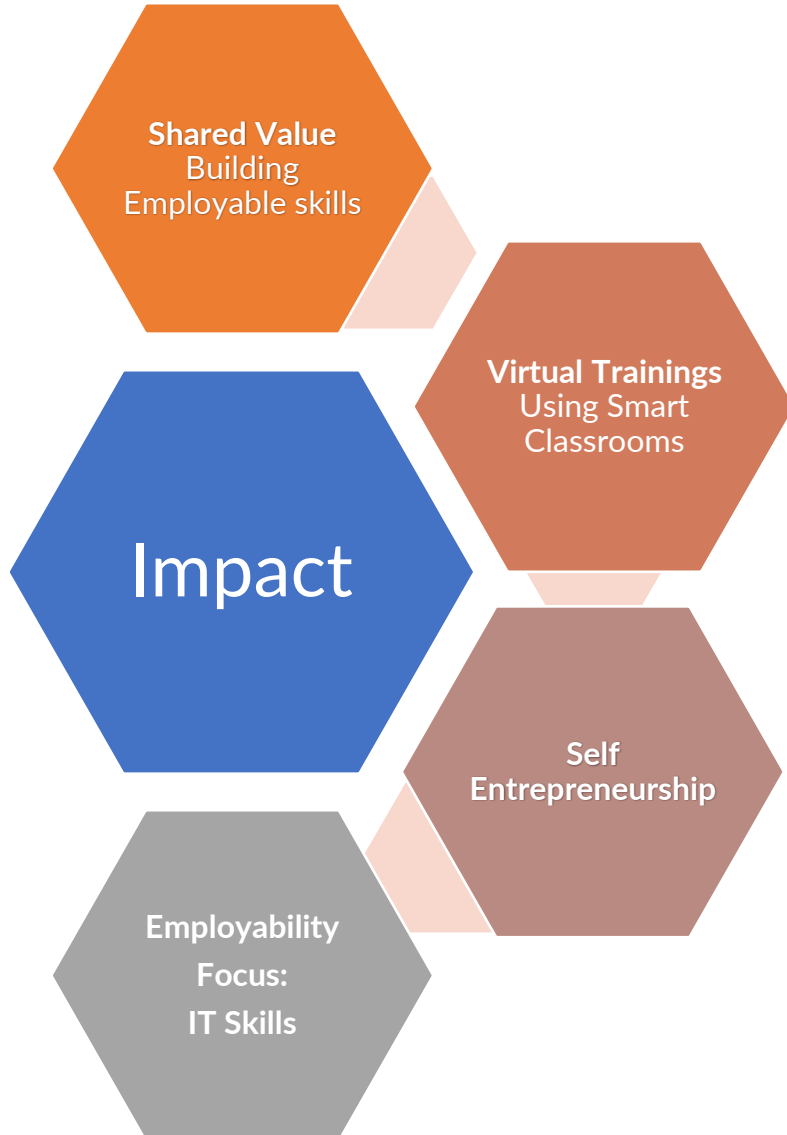 Shared Value
Building
Employable skills
Virtual Trainings
Using Smart
Classrooms
Impact
Self
Entrepreneurship
Employability
Focus:
IT Skills